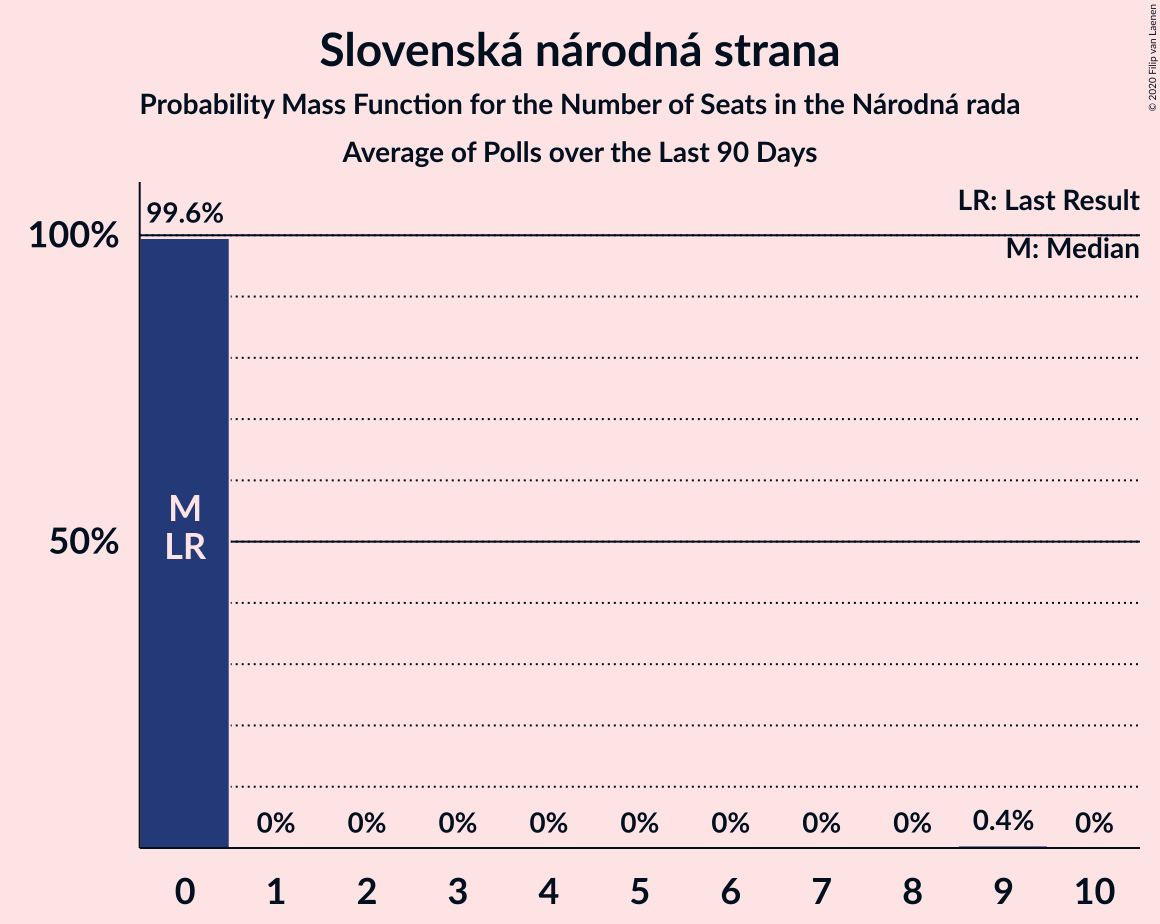 Slovenská národná strana
Probability Mass Function for the Number of Seats in the Národná rada
Average of Polls over the Last 90 Days
© 2020 Filip van Laenen
LR: Last Result
M: Median
99.6%
100%
M
LR
50%
0% 0% 0% 0% 0% 0% 0% 0% 0.4% 0%
0 1 2 3 4 5 6 7 8 9 10